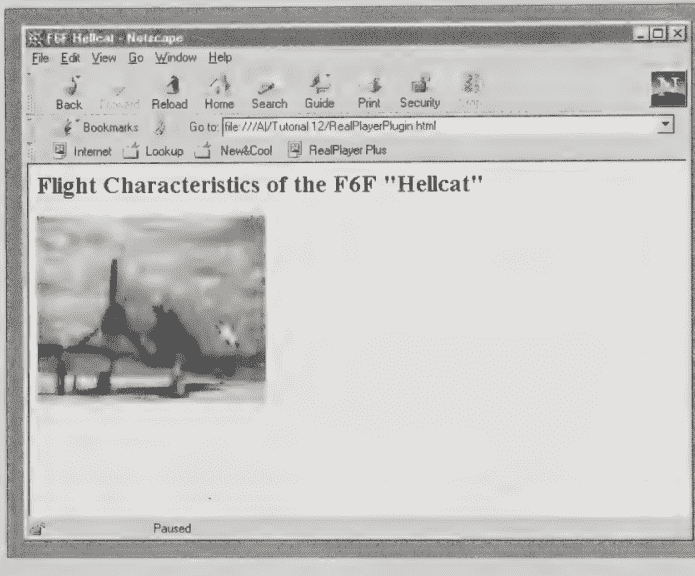 F6F Hellcat - Netscape
File Edit View Go Window Help
Back Forward Reload Home Search Guide Print Security Stop
Bookmarks Go to: file:///A|/Tutorial 12/RealPlayerPlugin.html
Internet Lookup New&Cool RealPlayer Plus
Flight Characteristics of the F6F "Hellcat"
Paused